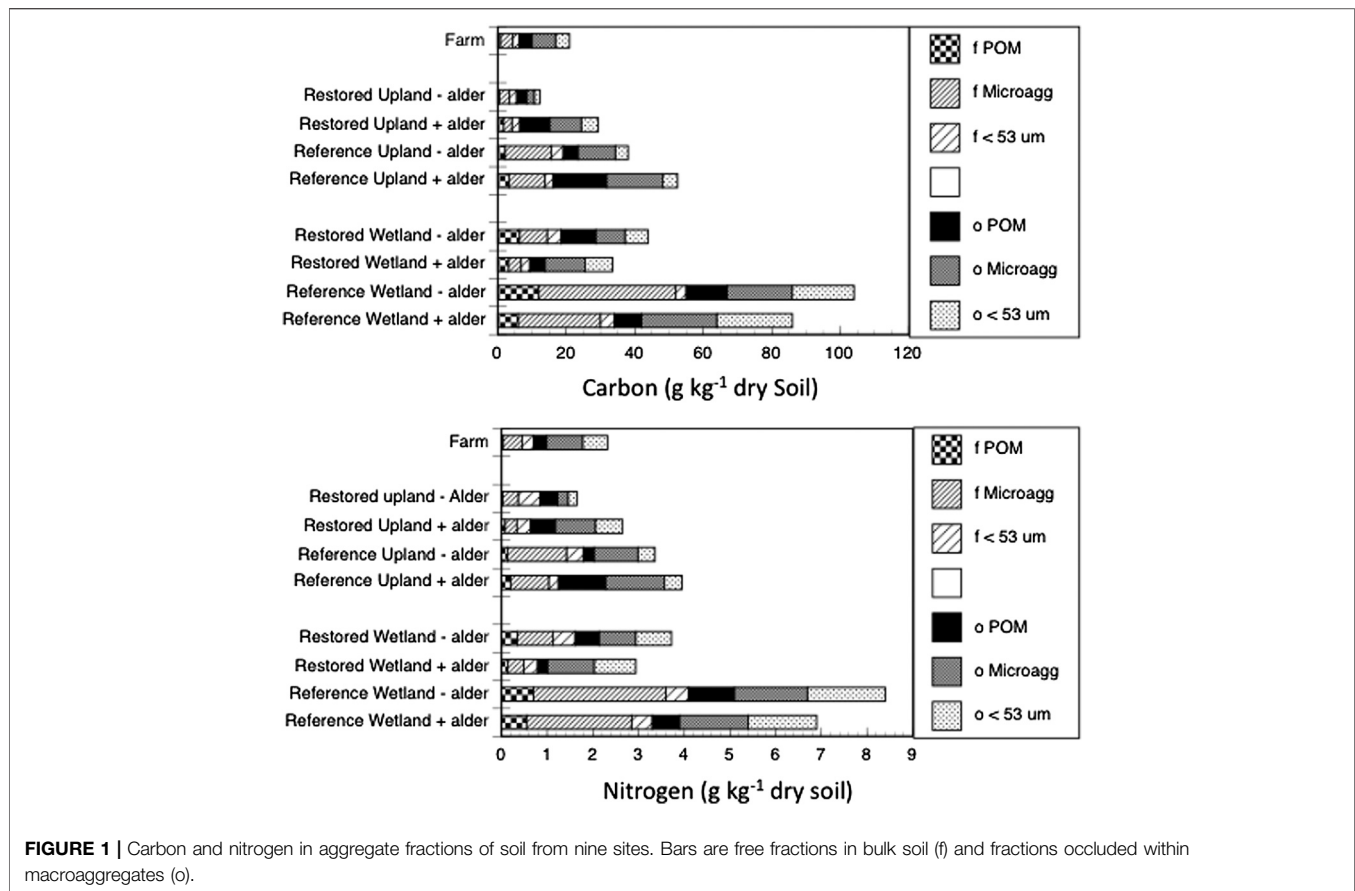 Farm
Restored Upland - alder
Restored Upland + alder
Reference Upland - alder
Reference Upland + alder
Restored Wetland - alder
Restored Wetland + alder
Reference Wetland - alder
Reference Wetland + alder
0 20 40 60 80 100 120
Carbon (g kg⁻¹ dry Soil)
f POM
f Microagg
f < 53 um
o POM
o Microagg
o < 53 um
Farm
Restored upland - Alder
Restored Upland + alder
Reference Upland - alder
Reference Upland + alder
Restored Wetland - alder
Restored Wetland + alder
Reference Wetland - alder
Reference Wetland + alder
0 1 2 3 4 5 6 7 8 9
Nitrogen (g kg⁻¹ dry soil)
f POM
f Microagg
f < 53 um
o POM
o Microagg
o < 53 um
FIGURE 1 | Carbon and nitrogen in aggregate fractions of soil from nine sites. Bars are free fractions in bulk soil (f) and fractions occluded within
macroaggregates (o).